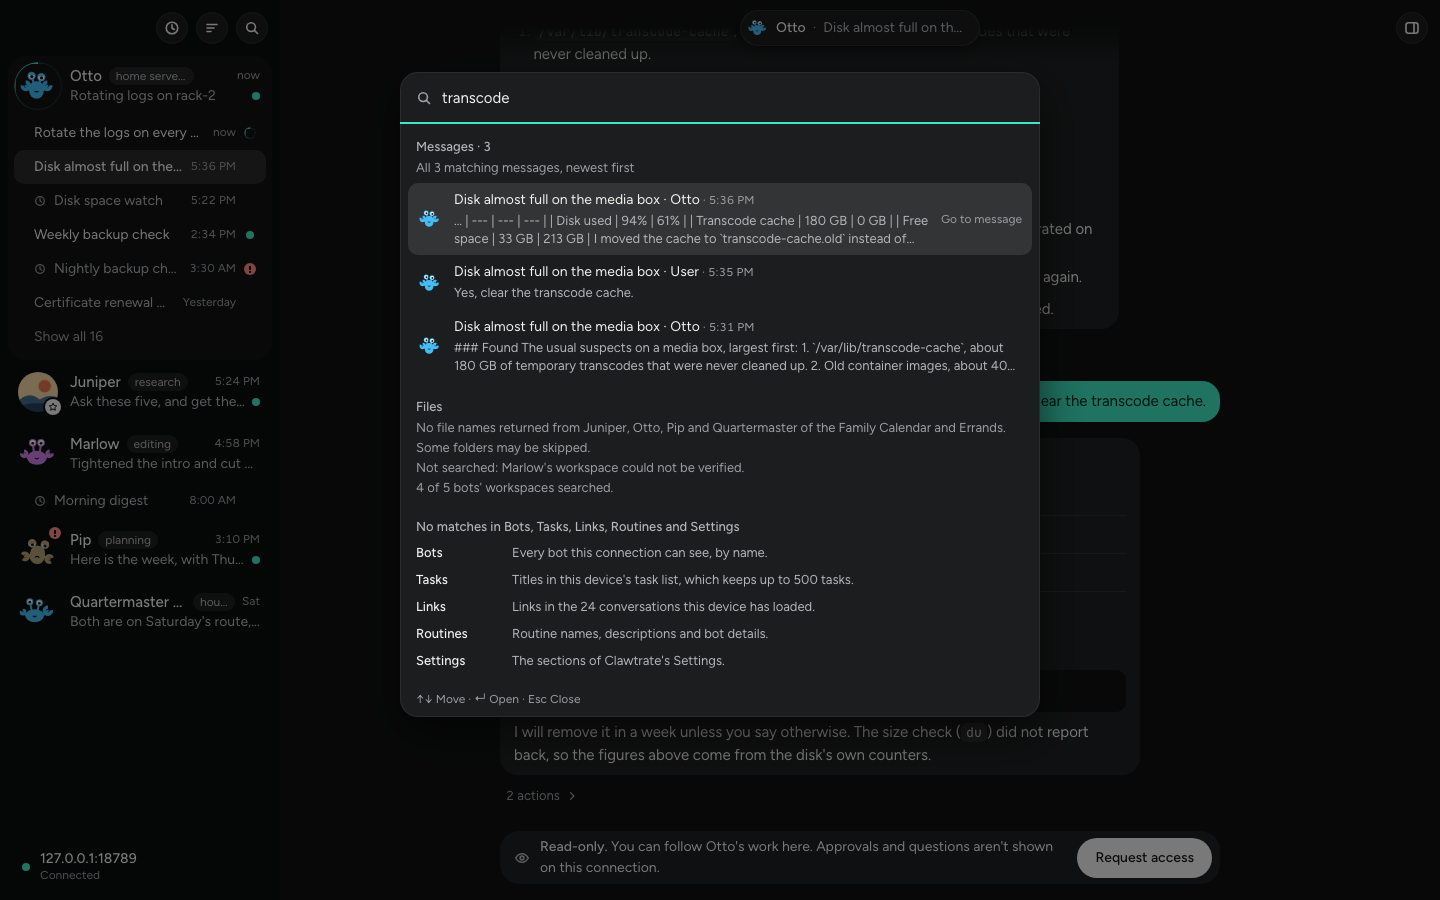 Otto · Disk almost full on th...
1. `/var/lib/transcode-cache`,
never cleaned up.
Otto home serve... now
Rotating logs on rack-2
Rotate the logs on every ... now
Disk almost full on the... 5:36 PM
Disk space watch 5:22 PM
Weekly backup check 2:34 PM
Nightly backup ch... 3:30 AM
Certificate renewal ... Yesterday
Show all 16
Juniper research 5:24 PM
Ask these five, and get the...
Marlow editing 4:58 PM
Tightened the intro and cut ...
Morning digest 8:00 AM
Pip planning 3:10 PM
Here is the week, with Thu...
Quartermaster ... hou... Sat
Both are on Saturday's route,...
127.0.0.1:18789
Connected
transcode
Messages · 3
All 3 matching messages, newest first
Disk almost full on the media box · Otto · 5:36 PM
... | --- | --- | --- | | Disk used | 94% | 61% | | Transcode cache | 180 GB | 0 GB | | Free
space | 33 GB | 213 GB | I moved the cache to `transcode-cache.old` instead of...
Go to message
Disk almost full on the media box · User · 5:35 PM
Yes, clear the transcode cache.
Disk almost full on the media box · Otto · 5:31 PM
### Found The usual suspects on a media box, largest first: 1. `/var/lib/transcode-cache`, about
180 GB of temporary transcodes that were never cleaned up. 2. Old container images, about 40...
Files
No file names returned from Juniper, Otto, Pip and Quartermaster of the Family Calendar and Errands.
Some folders may be skipped.
Not searched: Marlow's workspace could not be verified.
4 of 5 bots' workspaces searched.
No matches in Bots, Tasks, Links, Routines and Settings
Bots Every bot this connection can see, by name.
Tasks Titles in this device's task list, which keeps up to 500 tasks.
Links Links in the 24 conversations this device has loaded.
Routines Routine names, descriptions and bot details.
Settings The sections of Clawtrate's Settings.
↑↓ Move · ↵ Open · Esc Close
rated on
again.
ed.
ear the transcode cache.
I will remove it in a week unless you say otherwise. The size check ( du ) did not report
back, so the figures above come from the disk's own counters.
2 actions >
Read-only. You can follow Otto's work here. Approvals and questions aren't shown
on this connection.
Request access